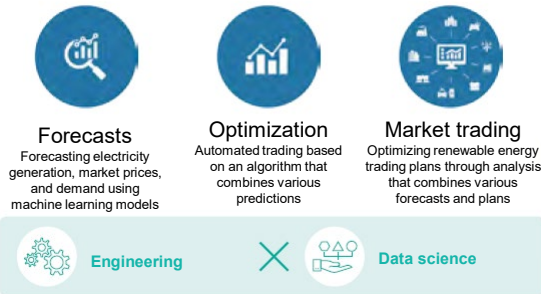 Forecasts
Forecasting electricity
generation, market prices,
and demand using
machine learning models
Optimization
Automated trading based
on an algorithm that
combines various
predictions
Market trading
Optimizing renewable energy
trading plans through analysis
that combines various
forecasts and plans
Engineering
Data science